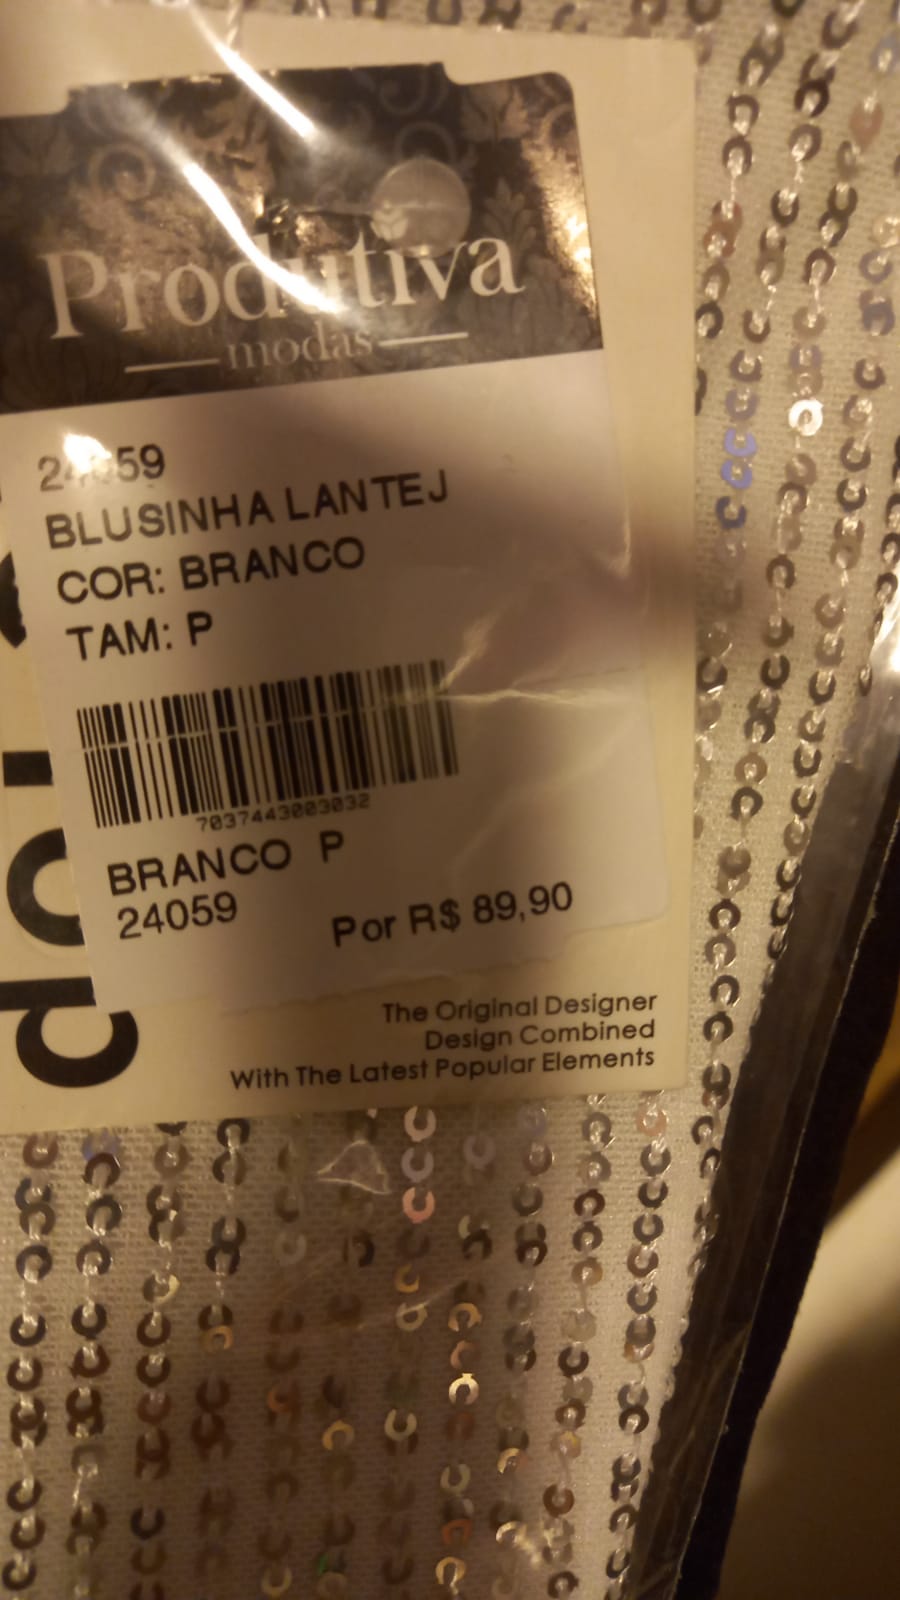 Produtiva
modas
24059
BLUSINHA LANTEJ
COR: BRANCO
TAM: P
7037443003032
BRANCO P
24059
Por R$ 89,90
The Original Designer
Design Combined
With The Latest Popular Elements